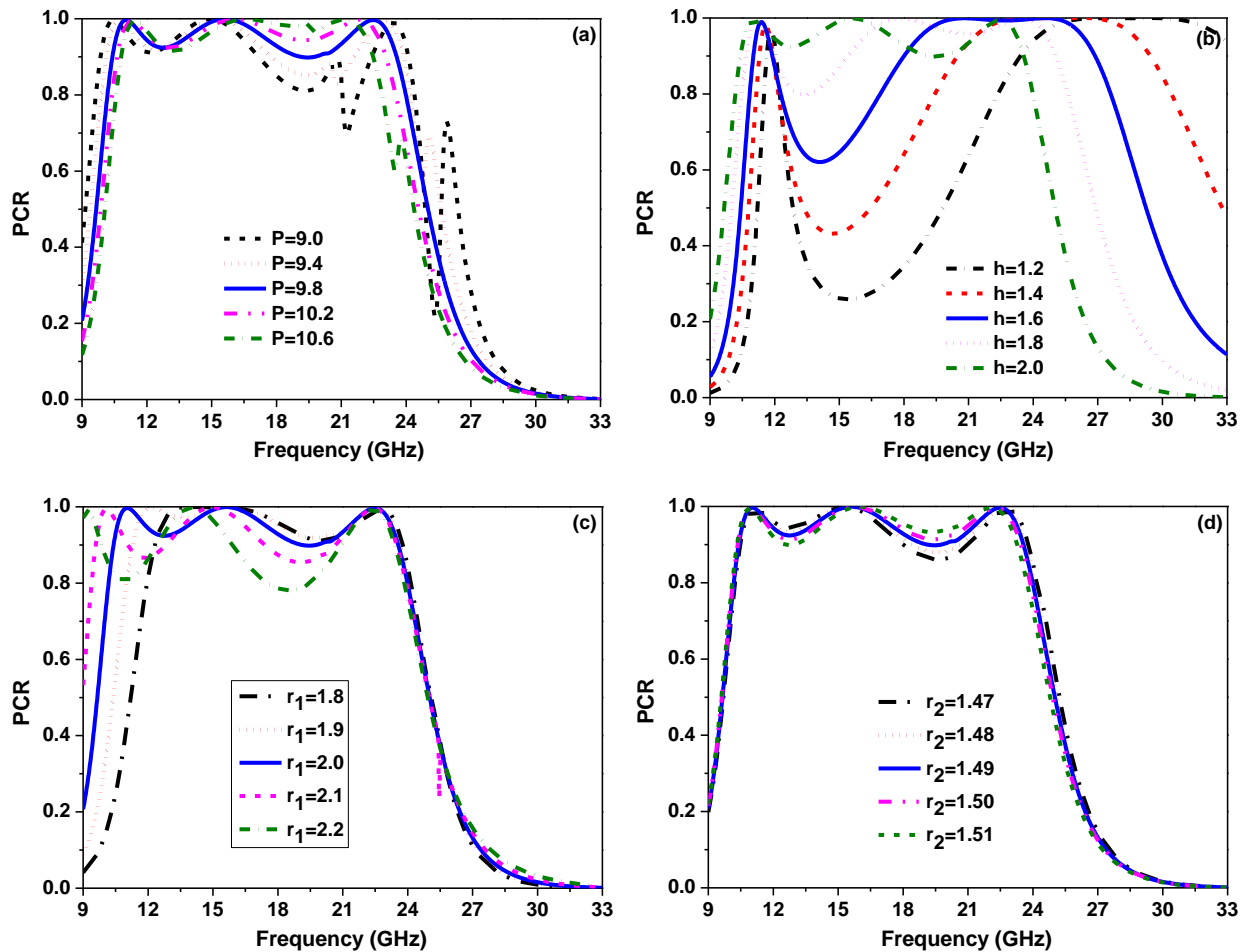 (a)
1.0
0.8
0.6
0.4
0.2
0.0
PCR
P=9.0
P=9.4
P=9.8
P=10.2
P=10.6
9 12 15 18 21 24 27 30 33
Frequency (GHz)
(b)
1.0
0.8
0.6
0.4
0.2
0.0
PCR
h=1.2
h=1.4
h=1.6
h=1.8
h=2.0
9 12 15 18 21 24 27 30 33
Frequency (GHz)
(c)
1.0
0.8
0.6
0.4
0.2
0.0
PCR
r1=1.8
r1=1.9
r1=2.0
r1=2.1
r1=2.2
9 12 15 18 21 24 27 30 33
Frequency (GHz)
(d)
1.0
0.8
0.6
0.4
0.2
0.0
PCR
r2=1.47
r2=1.48
r2=1.49
r2=1.50
r2=1.51
9 12 15 18 21 24 27 30 33
Frequency (GHz)